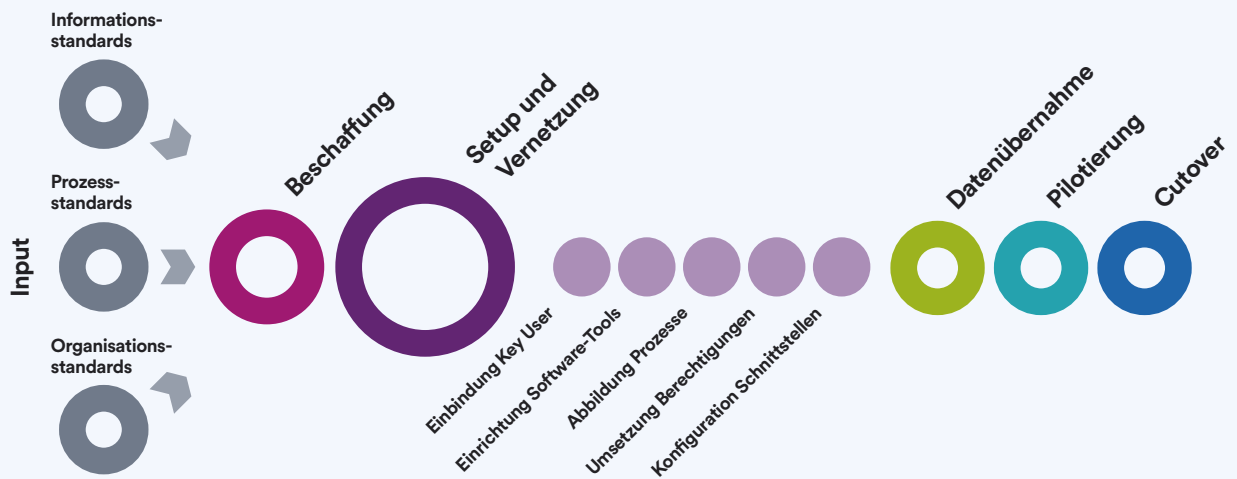 Input
Informations-
standards
Prozess-
standards
Organisations-
standards
Beschaffung
Setup und
Vernetzung
Einbindung Key User
Einrichtung Software-Tools
Abbildung Prozesse
Umsetzung Berechtigungen
Konfiguration Schnittstellen
Datenübernahme
Pilotierung
Cutover